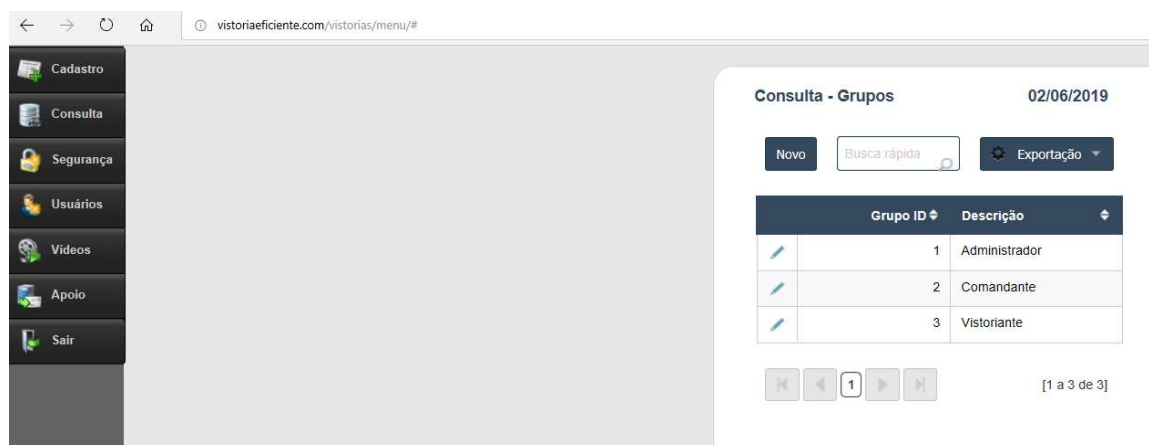 vistoriaeficiente.com/vistorias/menu/#
Cadastro
Consulta
Segurança
Usuários
Vídeos
Apoio
Sair
Consulta - Grupos 02/06/2019
Novo Busca rápida Exportação
Grupo ID Descrição
1 Administrador
2 Comandante
3 Vistoriante
1 [1 a 3 de 3]